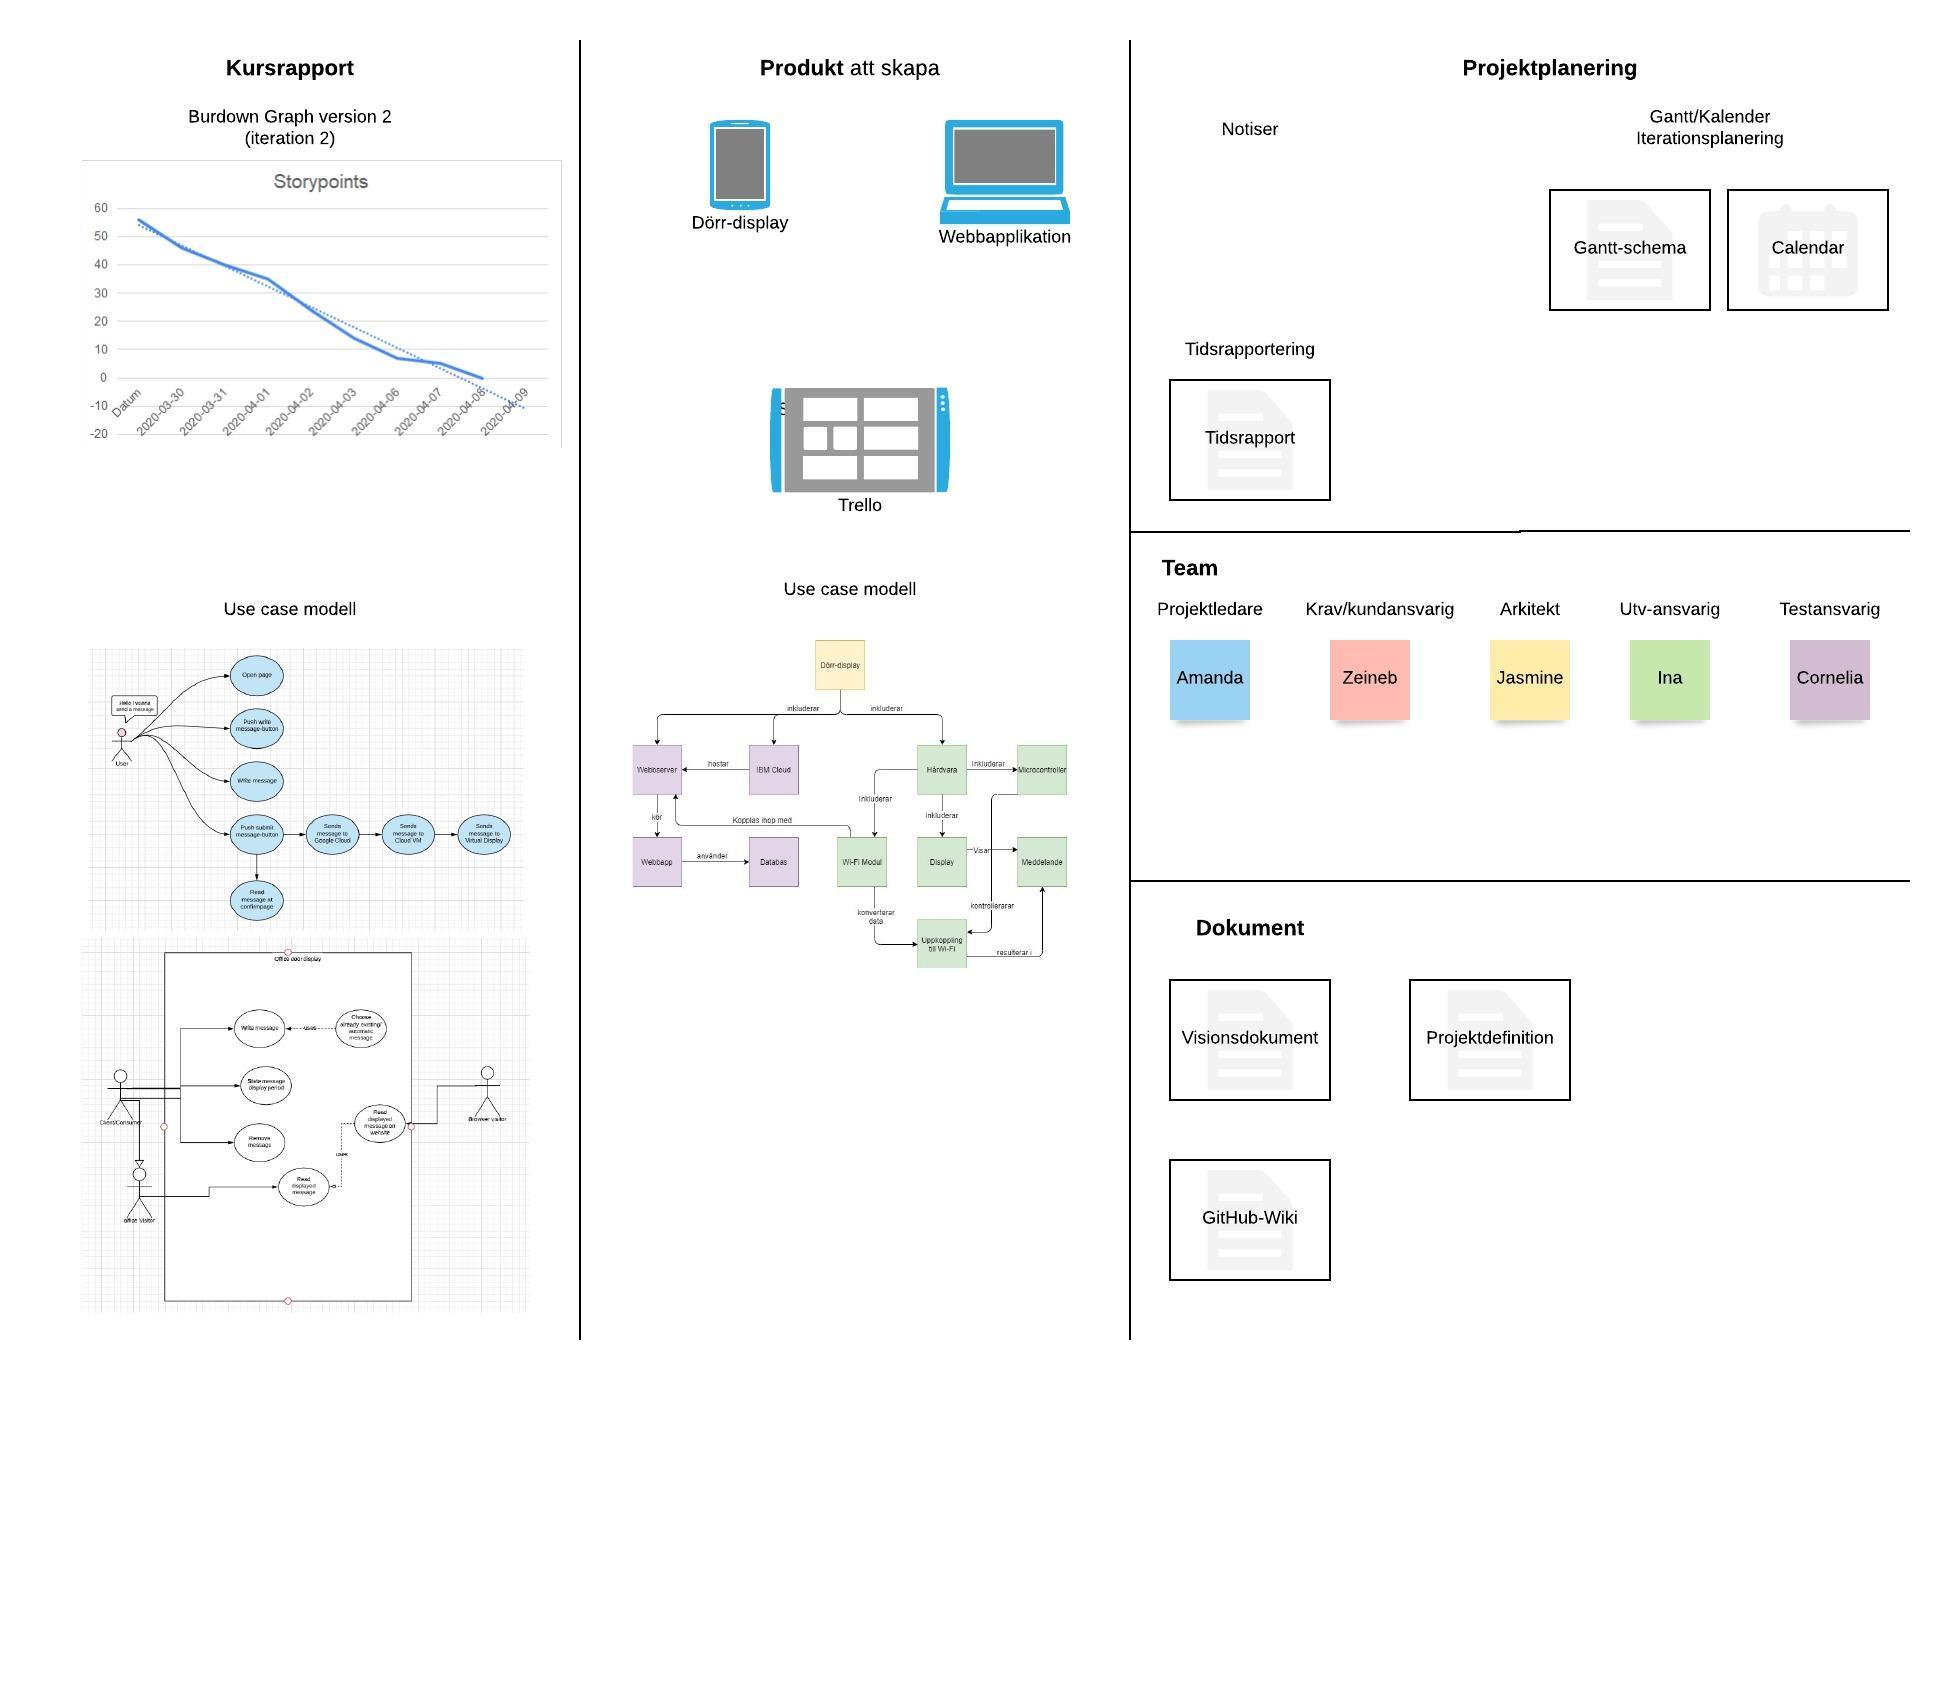 Kursrapport
Burdown Graph version 2
(iteration 2)
Storypoints
60
50
40
30
20
10
0
-10
-20
Datum
2020-03-30
2020-03-31
2020-04-01
2020-04-02
2020-04-03
2020-04-06
2020-04-07
2020-04-08
2020-04-09
Use case modell
Hello I wanna
send a message
User
Open page
Push write
message-button
Write message
Push submit
message-button
Sends
message to
Google Cloud
Sends
message to
Cloud VM
Sends
message to
Virtual Display
Read
message at
confirmpage
Office door display
Write message
uses
Choose
already existing/
automatic
message
State message
display period
Client/Consumer
Read
displayed
message on
website
Browser visitor
Remove
message
uses
Read
displayed
message
office Visitor
Produkt att skapa
Dörr-display
Webbapplikation
S
Trello
Use case modell
Dörr-display
inkluderar
inkluderar
Webbserver
hostar
IBM Cloud
Hårdvara
Inkluderar
Microcontroller
Inkluderar
Inkluderar
kör
Kopplas ihop med
Webbapp
använder
Databas
Wi-Fi Modul
Display
Visar
Meddelande
konverterar
data
kontrollerarar
Uppkoppling
till Wi-Fi
resulterar i
Projektplanering
Notiser
Gantt/Kalender
Iterationsplanering
Gantt-schema
Calendar
Tidsrapportering
Tidsrapport
Team
Projektledare
Krav/kundansvarig
Arkitekt
Utv-ansvarig
Testansvarig
Amanda
Zeineb
Jasmine
Ina
Cornelia
Dokument
Visionsdokument
Projektdefinition
GitHub-Wiki